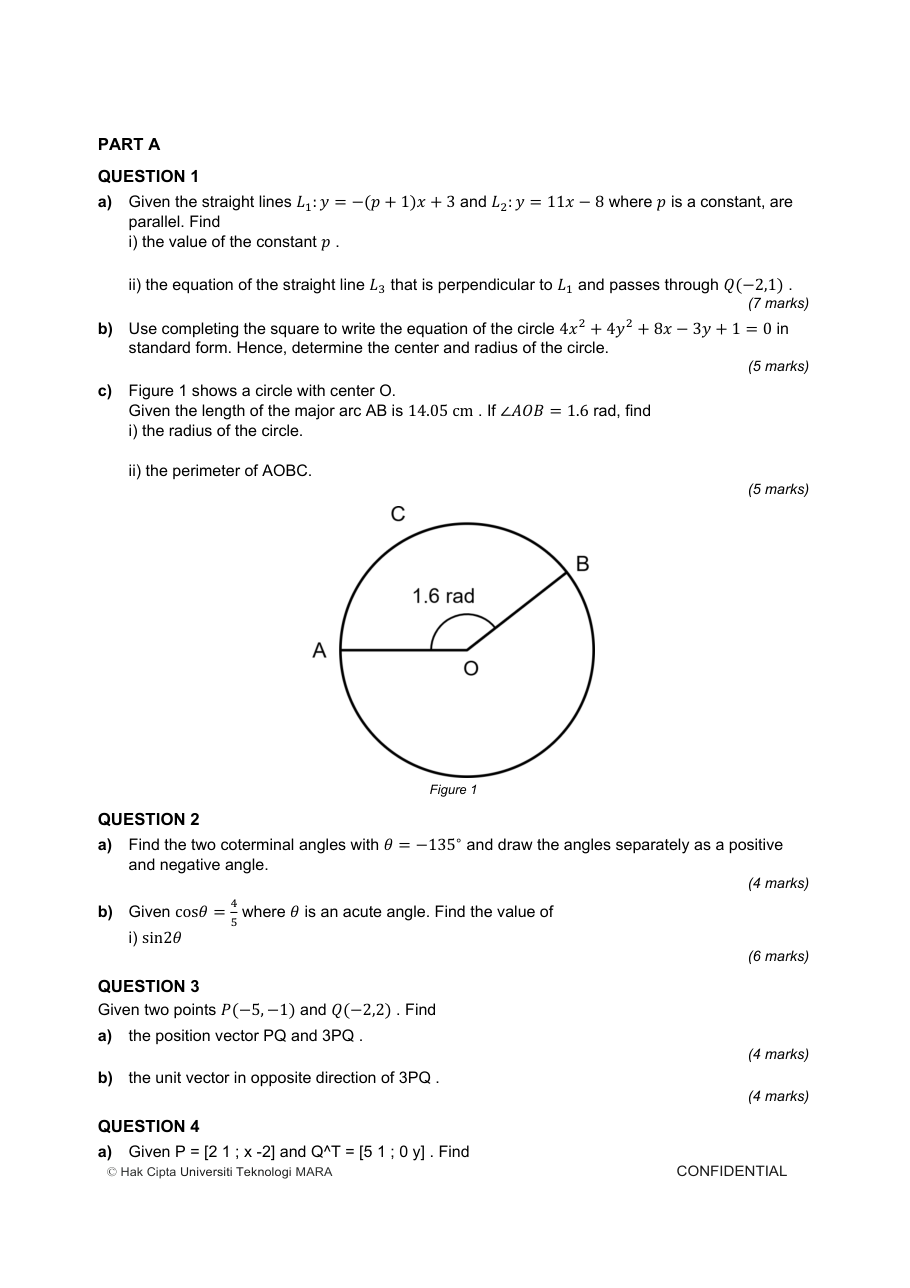 PART A
QUESTION 1
a) Given the straight lines L₁: y = −(p + 1)x + 3 and L₂: y = 11x − 8 where p is a constant, are
parallel. Find
i) the value of the constant p .
ii) the equation of the straight line L₃ that is perpendicular to L₁ and passes through Q(−2,1) .
(7 marks)
b) Use completing the square to write the equation of the circle 4x² + 4y² + 8x − 3y + 1 = 0 in
standard form. Hence, determine the center and radius of the circle.
(5 marks)
c) Figure 1 shows a circle with center O.
Given the length of the major arc AB is 14.05 cm . If ∠AOB = 1.6 rad, find
i) the radius of the circle.
ii) the perimeter of AOBC.
(5 marks)
C
B
1.6 rad
A
O
Figure 1
QUESTION 2
a) Find the two coterminal angles with θ = −135° and draw the angles separately as a positive
and negative angle.
(4 marks)
b) Given cosθ = 4/5 where θ is an acute angle. Find the value of
i) sin2θ
(6 marks)
QUESTION 3
Given two points P(−5,−1) and Q(−2,2) . Find
a) the position vector PQ and 3PQ .
(4 marks)
b) the unit vector in opposite direction of 3PQ .
(4 marks)
QUESTION 4
a) Given P = [2 1 ; x -2] and Q^T = [5 1 ; 0 y] . Find
© Hak Cipta Universiti Teknologi MARA CONFIDENTIAL